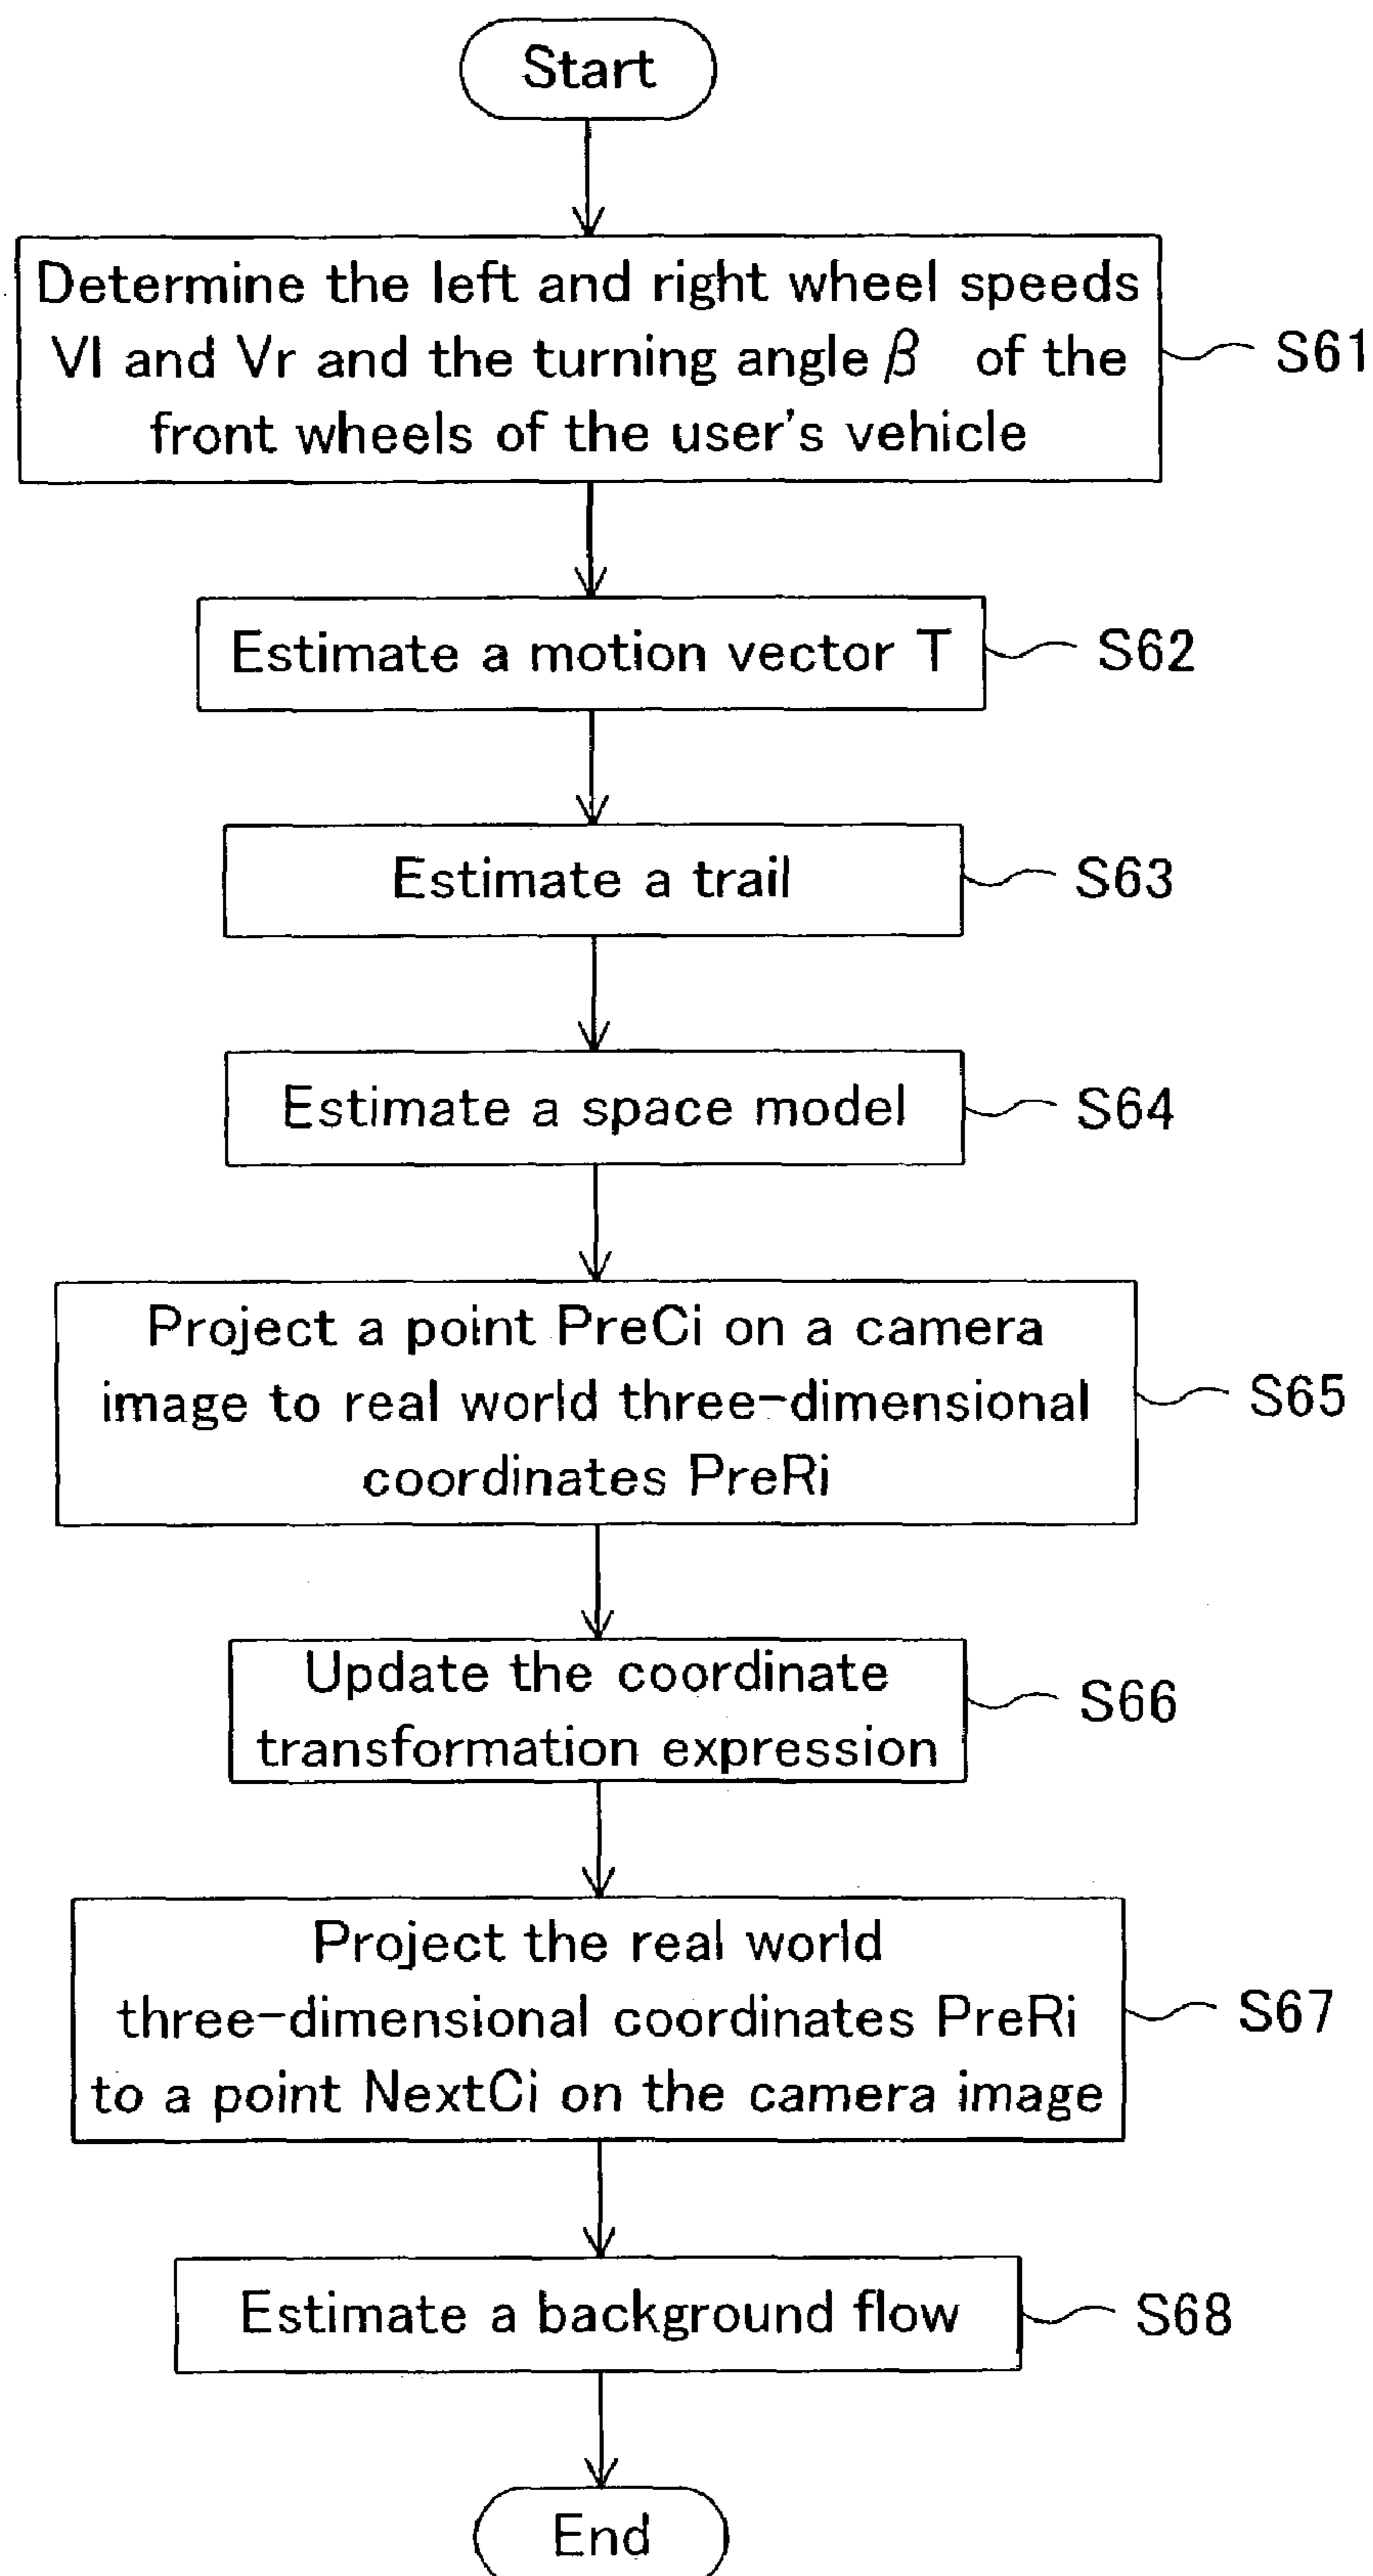 Start
Determine the left and right wheel speeds
Vl and Vr and the turning angle β of the
front wheels of the user's vehicle
S61
Estimate a motion vector T
S62
Estimate a trail
S63
Estimate a space model
S64
Project a point PreCi on a camera
image to real world three-dimensional
coordinates PreRi
S65
Update the coordinate
transformation expression
S66
Project the real world
three-dimensional coordinates PreRi
to a point NextCi on the camera image
S67
Estimate a background flow
S68
End